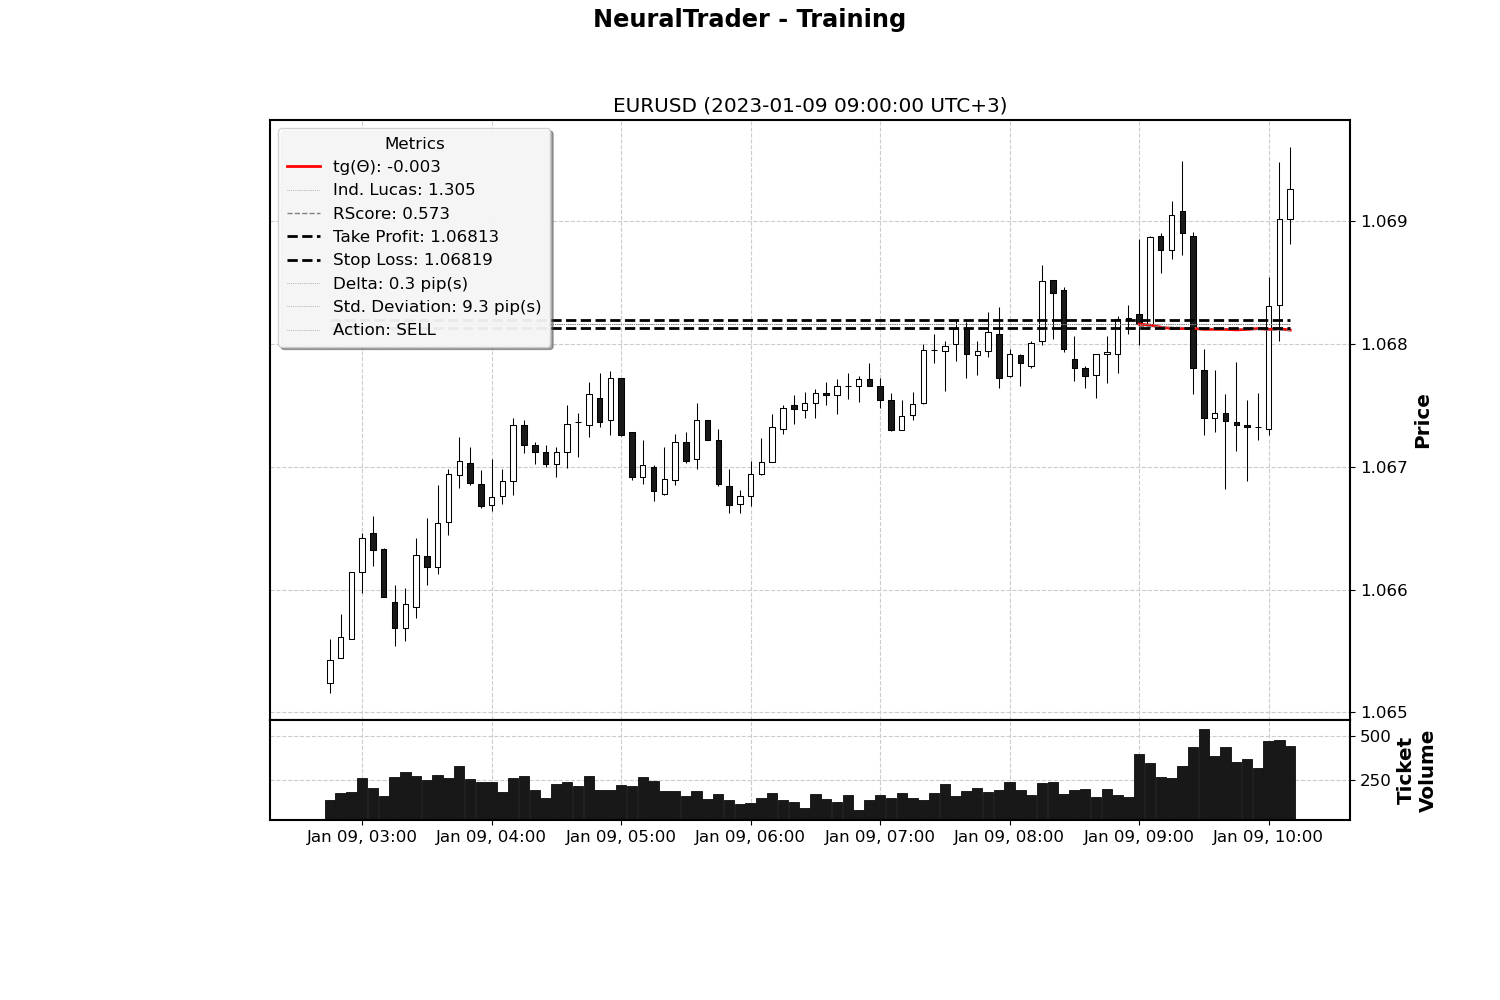 NeuralTrader - Training
EURUSD (2023-01-09 09:00:00 UTC+3)
Metrics
tg(Θ): -0.003
Ind. Lucas: 1.305
RScore: 0.573
Take Profit: 1.06813
Stop Loss: 1.06819
Delta: 0.3 pip(s)
Std. Deviation: 9.3 pip(s)
Action: SELL
1.069
1.068
1.067
1.066
1.065
Price
500
250
Ticket
Volume
Jan 09, 03:00 Jan 09, 04:00 Jan 09, 05:00 Jan 09, 06:00 Jan 09, 07:00 Jan 09, 08:00 Jan 09, 09:00 Jan 09, 10:00